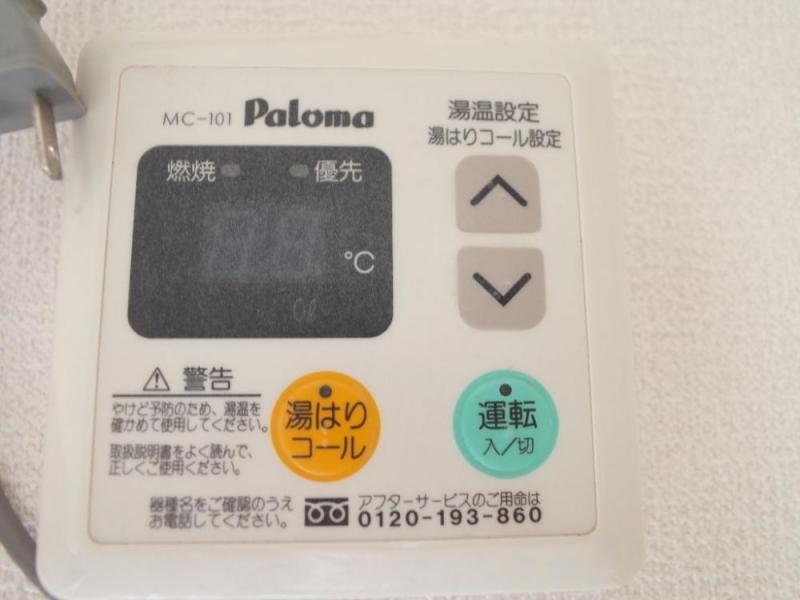 MC-101 Paloma
湯温設定
湯はりコール設定
燃焼 優先
℃
⚠ 警告
やけど予防のため、湯温を
確かめて使用してください。
取扱説明書をよく読んで、
正しくご使用ください。
湯はり
コール
運転
入/切
器種名をご確認のうえ
お電話してください。
アフターサービスのご用命は
0120-193-860